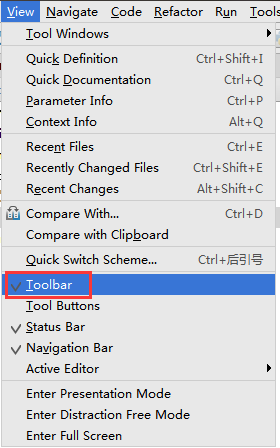 View Navigate Code Refactor Run Tools
Tool Windows
Quick Definition Ctrl+Shift+I
Quick Documentation Ctrl+Q
Parameter Info Ctrl+P
Context Info Alt+Q
Recent Files Ctrl+E
Recently Changed Files Ctrl+Shift+E
Recent Changes Alt+Shift+C
Compare With... Ctrl+D
Compare with Clipboard
Quick Switch Scheme... Ctrl+后引号
Toolbar
Tool Buttons
Status Bar
Navigation Bar
Active Editor
Enter Presentation Mode
Enter Distraction Free Mode
Enter Full Screen